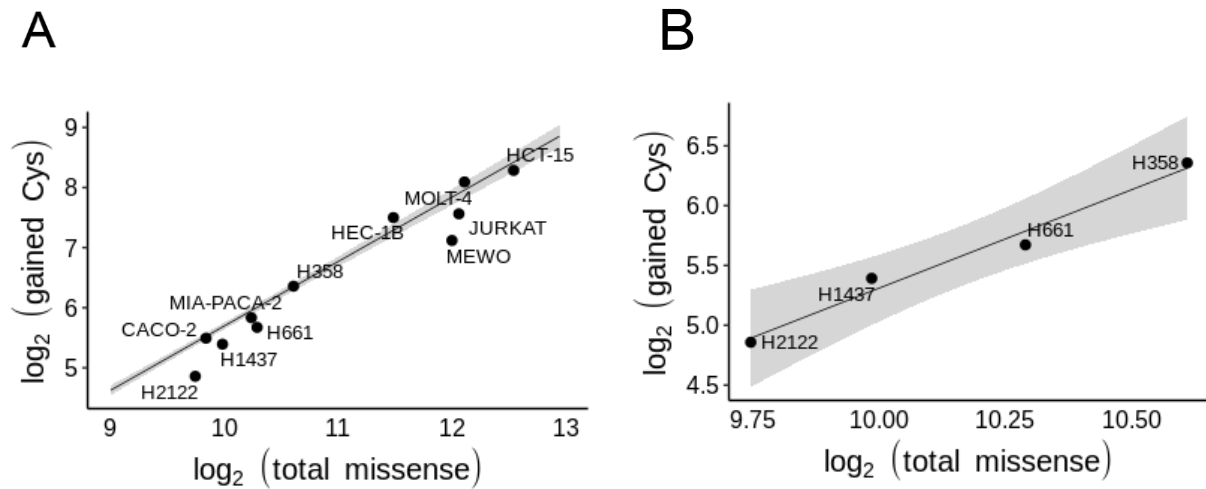 A
B
log2 (gained Cys)
9
8
7
6
5
HCT-15
MOLT-4
HEC-1B
JURKAT
MEWO
H358
MIA-PACA-2
CACO-2
H661
H1437
H2122
9 10 11 12 13
log2 (total missense)
log2 (gained Cys)
6.5
6.0
5.5
5.0
4.5
H358
H661
H1437
H2122
9.75 10.00 10.25 10.50
log2 (total missense)